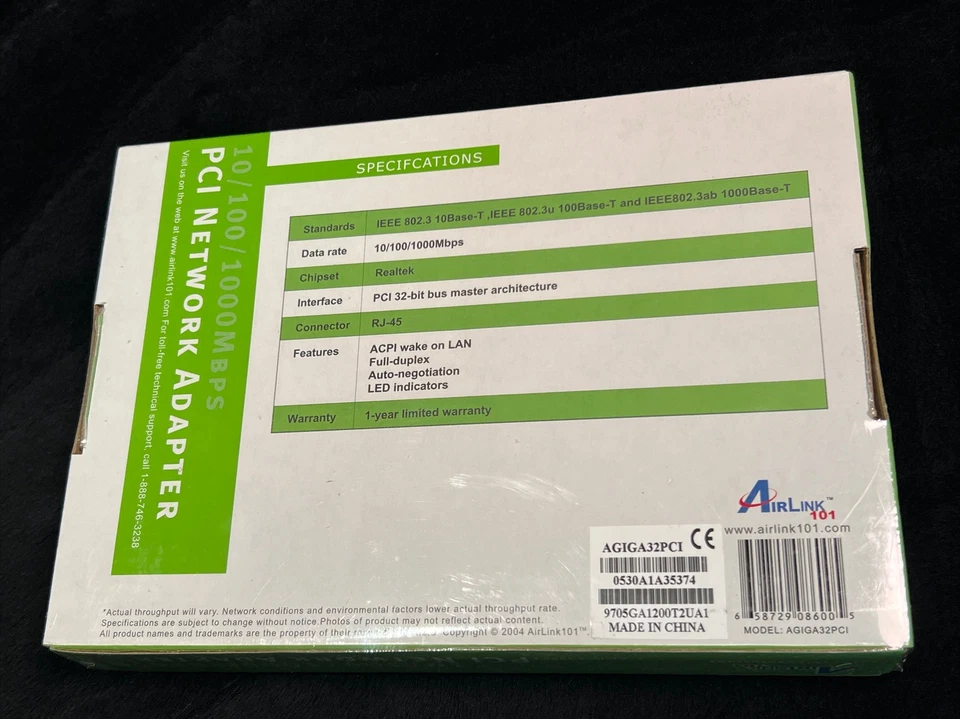 10/100/1000MBPS
PCI NETWORK ADAPTER
Visit us on the web at www.airlink101.com For toll-free technical support, call 1-888-746-3238
SPECIFCATIONS
Standards IEEE 802.3 10Base-T ,IEEE 802.3u 100Base-T and IEEE802.3ab 1000Base-T
Data rate 10/100/1000Mbps
Chipset Realtek
Interface PCI 32-bit bus master architecture
Connector RJ-45
Features ACPI wake on LAN
Full-duplex
Auto-negotiation
LED indicators
Warranty 1-year limited warranty
AIRLINK™
101
www.airlink101.com
AGIGA32PCI CE
0530A1A35374
9705GA1200T2UA1
MADE IN CHINA
6 58729 08600 5
MODEL: AGIGA32PCI
*Actual throughput will vary. Network conditions and environmental factors lower actual throughput rate.
Specifications are subject to change without notice.Photos of product may not reflect actual content.
All product names and trademarks are the property of their Copyright © 2004 AirLink101™.